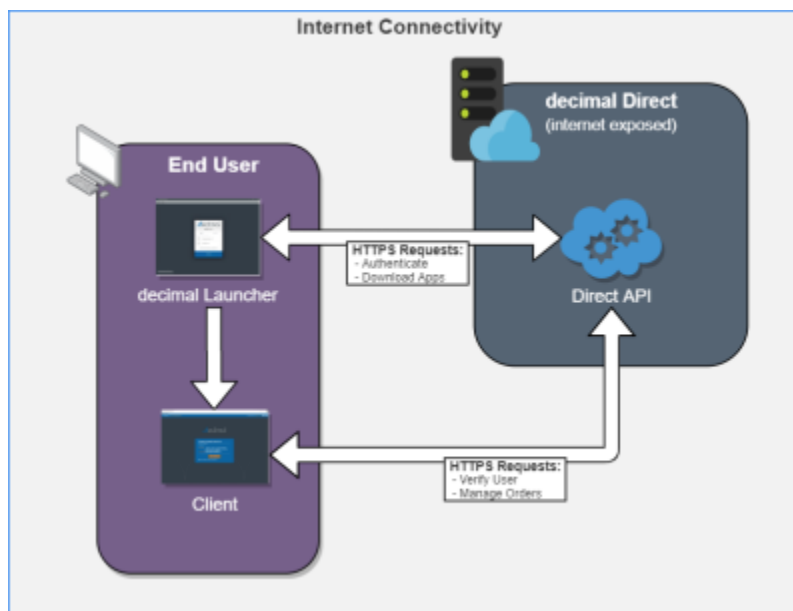 Internet Connectivity
decimal Direct
(internet exposed)
End User
HTTPS Requests:
- Authenticate
- Download Apps
decimal Launcher
Direct API
HTTPS Requests:
- Verify User
- Manage Orders
Client